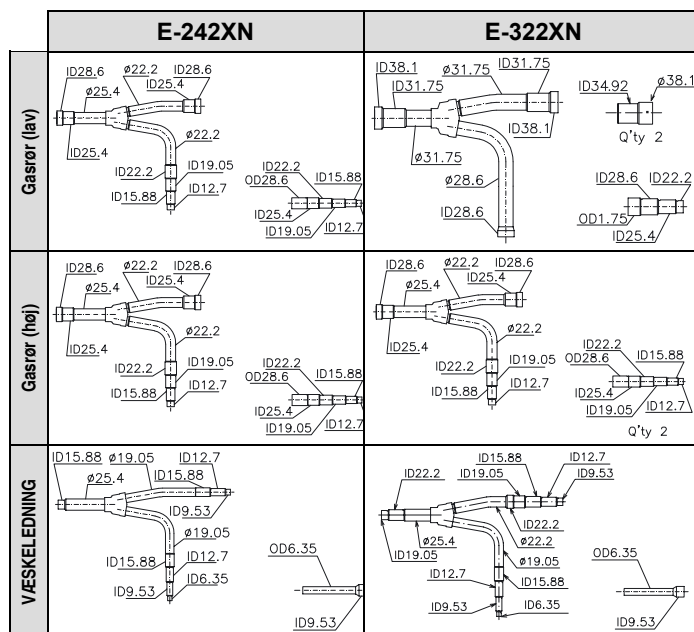 E-242XN
E-322XN
Gasrør (lav)
ID28.6
ø25.4
ø22.2
ID25.4
ID28.6
ID25.4
ø22.2
ID22.2
ID19.05
ID15.88
ID12.7
ID22.2
ID15.88
OD28.6
ID25.4
ID19.05
ID12.7
ID38.1
ID31.75
ø31.75
ID31.75
ø31.75
ID38.1
ø28.6
ID28.6
ID34.92
ø38.1
Q'ty 2
ID28.6
ID22.2
OD1.75
ID25.4
Gasrør (høj)
ID28.6
ø25.4
ø22.2
ID25.4
ID28.6
ID25.4
ø22.2
ID22.2
ID19.05
ID15.88
ID12.7
ID22.2
ID15.88
OD28.6
ID25.4
ID19.05
ID12.7
ID28.6
ø25.4
ø22.2
ID25.4
ID28.6
ID25.4
ø22.2
ID22.2
ID19.05
ID15.88
ID12.7
ID22.2
ID15.88
OD28.6
ID25.4
ID19.05
ID12.7
Q'ty 2
VÆSKELEDNING
ID15.88
ø25.4
ø19.05
ID15.88
ID12.7
ID9.53
ø19.05
ID15.88
ID12.7
ID9.53
ID6.35
OD6.35
ID9.53
ID22.2
ID19.05
ø25.4
ID19.05
ID15.88
ID12.7
ID9.53
ID22.2
ø22.2
ø19.05
ID12.7
ID15.88
ID9.53
ID6.35
OD6.35
ID9.53